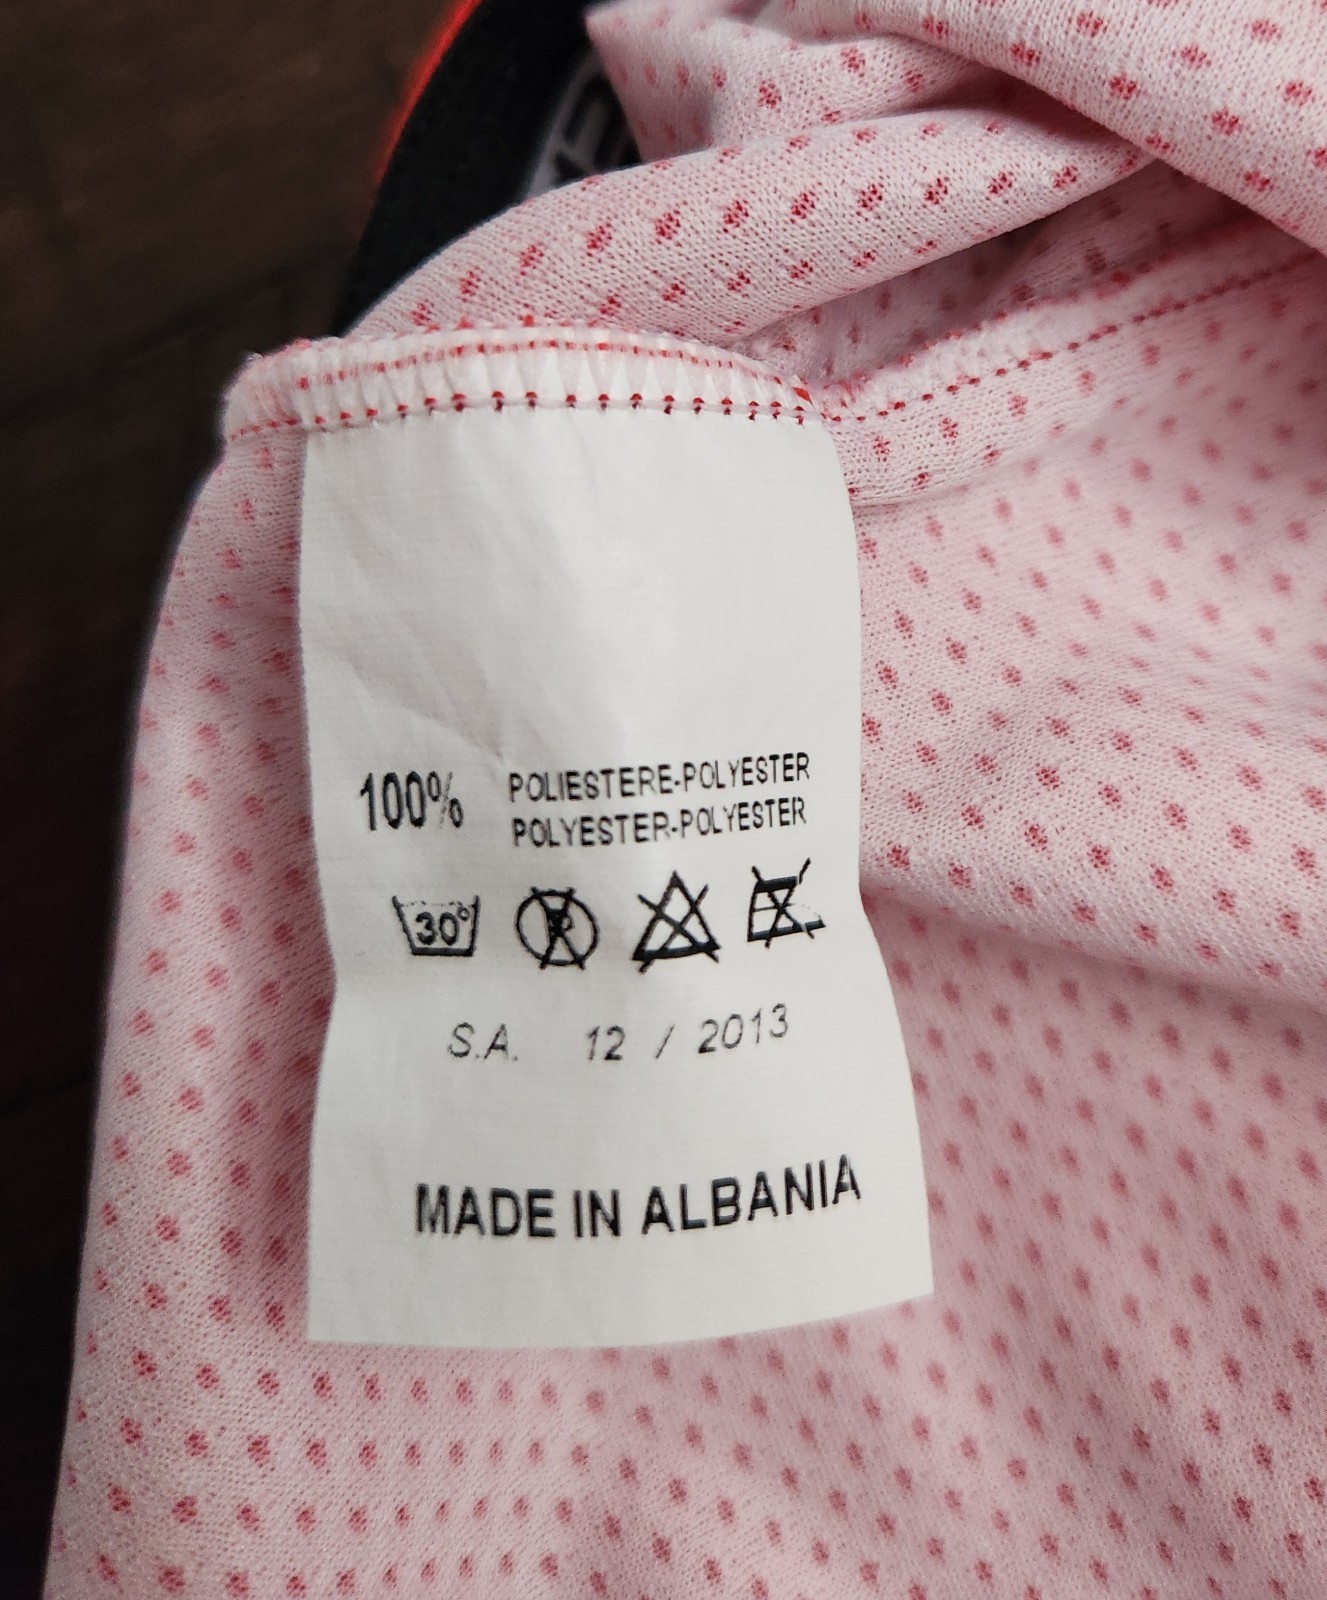 100% POLIESTERE-POLYESTER
POLYESTER-POLYESTER
30°
S.A. 12 / 2013
MADE IN ALBANIA